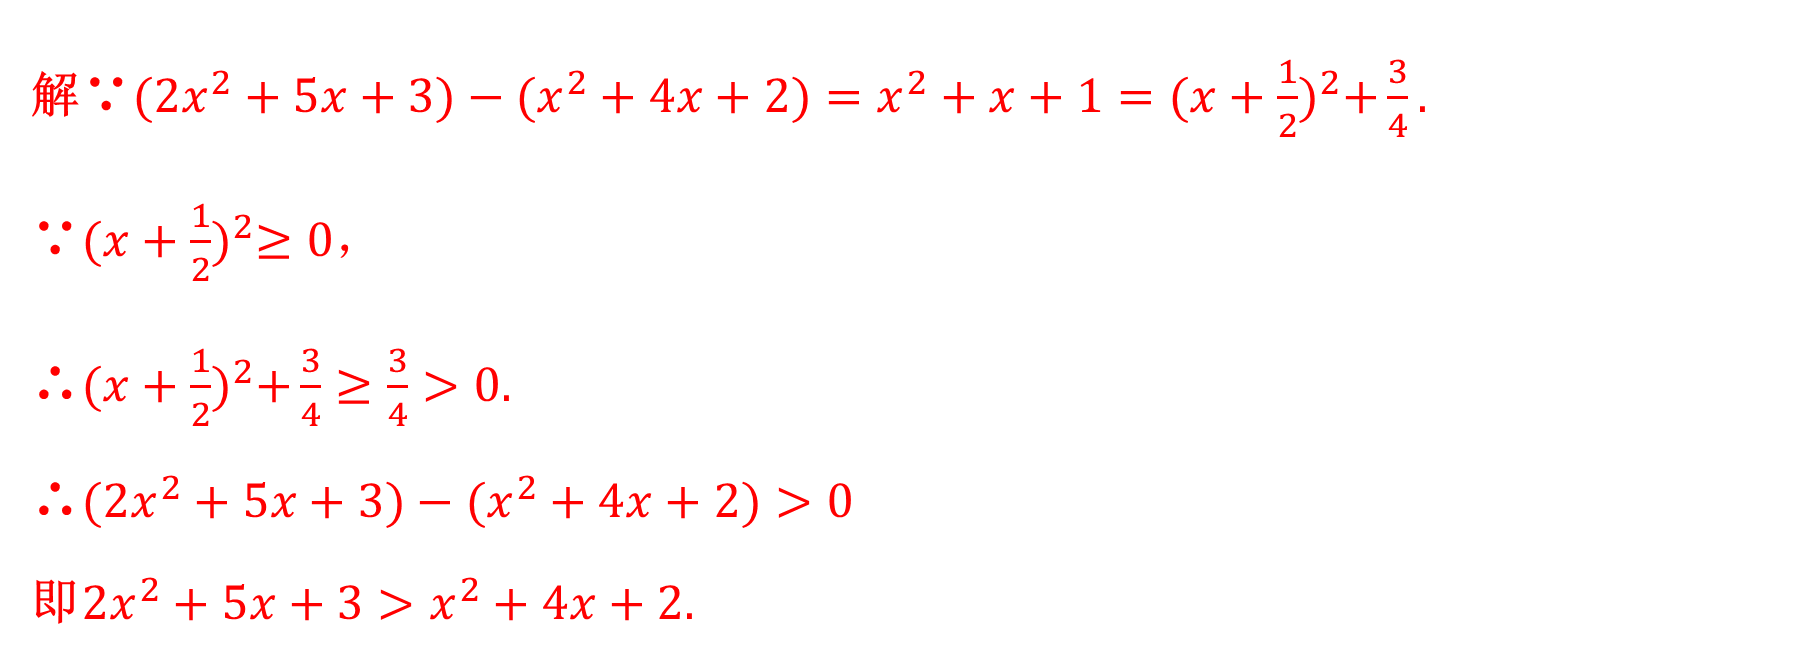 解∵(2x² + 5x + 3) − (x² + 4x + 2) = x² + x + 1 = (x + 1/2)²+3/4.
∵(x + 1/2)²≥ 0，
∴(x + 1/2)²+3/4 ≥ 3/4 > 0.
∴(2x² + 5x + 3) − (x² + 4x + 2) > 0
即2x² + 5x + 3 > x² + 4x + 2.